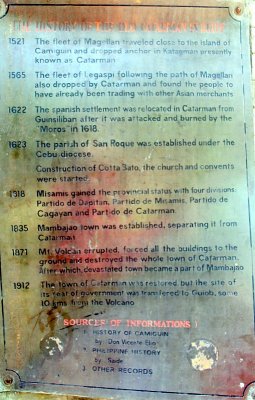 1521 The fleet of Magellan traveled close to the island of
Camiguin and dropped anchor in Katagman presently
known as Catarman
1565 The fleet of Legaspi following the path of Magellan
also dropped by Catarman and found the people to
have already been trading with other Asian merchants
1622 The spanish settlement was relocated in Catarman from
Guinsiliban after it was attacked and burned by the
"Moros" in 1618.
1623 The parish of San Roque was established under the
Cebu diocese.
Construction of Cotta Bato, the church and convents
were started.
1818 Misamis gained the provincial status with four divisions
Partido de Dapitan, Partido de Misamis, Partido de
Cagayan and Partido de Catarman.
1835 Mambajao town was established, separating it from
Catarman
1871 Mt. Volcan errupted, forced all the buildings to the
ground and destroyed the whole town of Catarman.
After which, devastated town became a part of Mambajao
1912 The town of Catarman was restored but the site of
its seat of government was transfered to Guiob, some
10 kms. from the Volcano
SOURCES OF INFORMATIONS
1. HISTORY OF CAMIGUIN
by Don Vicente Elio
2. PHILIPPINE HISTORY
by Saide
3. OTHER RECORDS